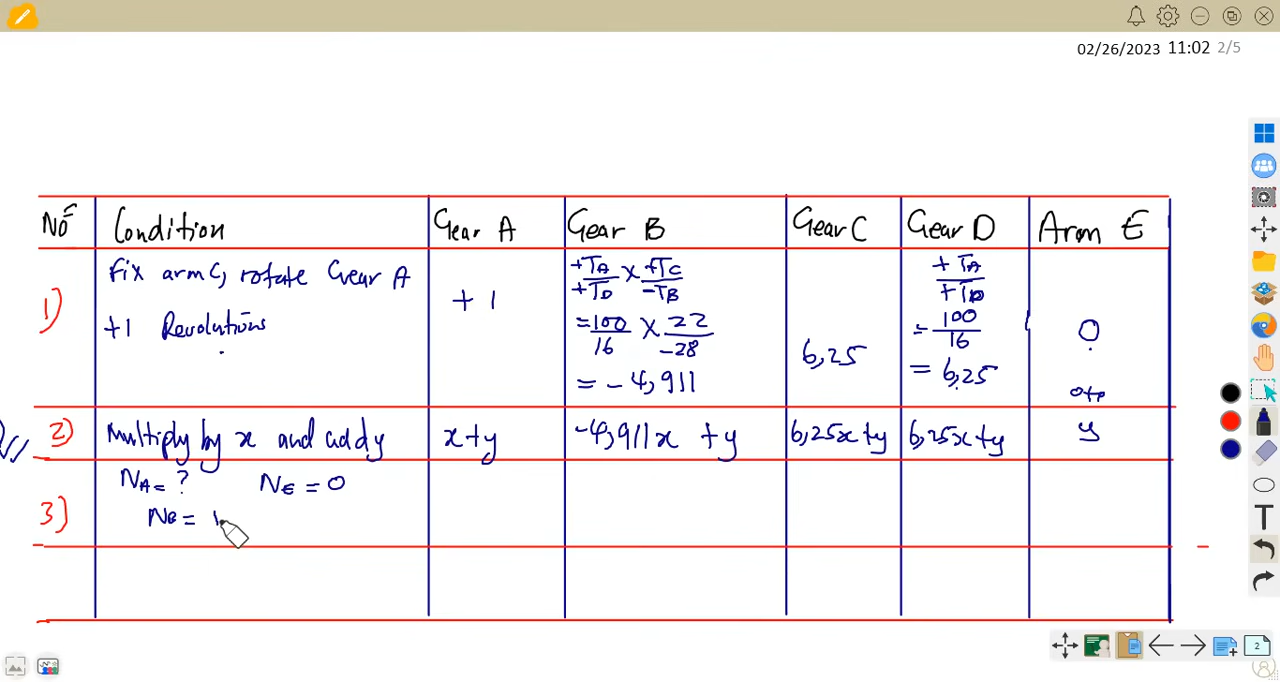 02/26/2023 11:02 2/5
No Condition Gear A Gear B Gear C Gear D Arm E
1) Fix arm C, rotate Gear A
+1 Revolutions
+1
+TA/+TD × +TC/-TB
= 100/16 × 22/-28
= -4,911
6,25
+TA/+TD
= 100/16
= 6,25
0
0+y
2) Multiply by x and add y x+y -4,911x +y 6,25x+y 6,25x+y y
3) NA = ? NE = 0
NB = 1
T
2